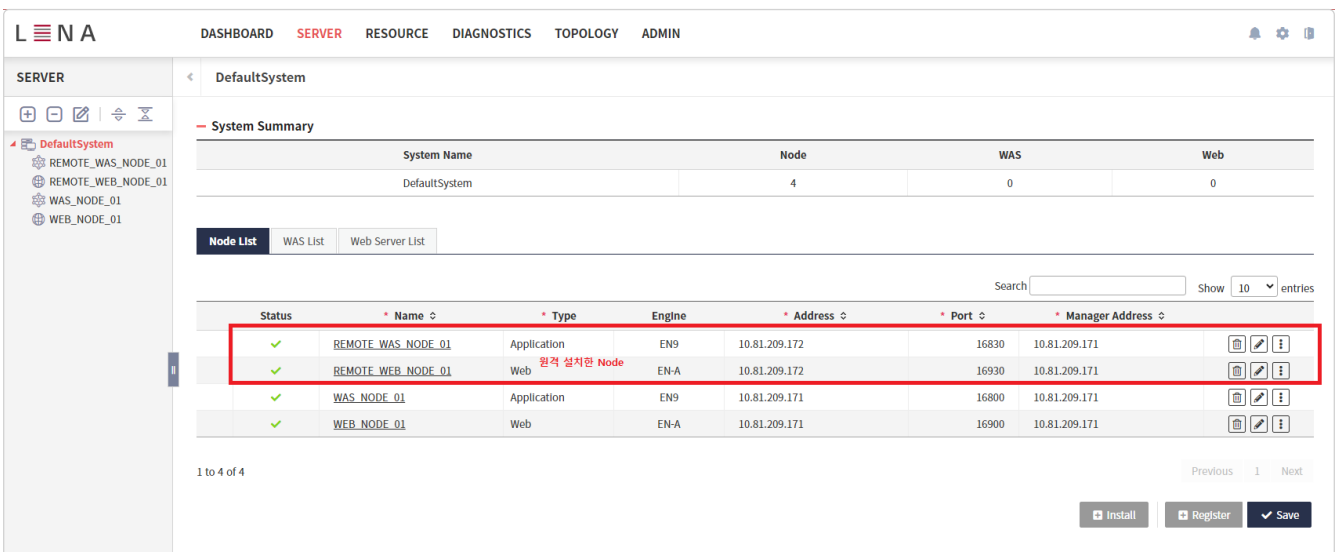 LENA DASHBOARD SERVER RESOURCE DIAGNOSTICS TOPOLOGY ADMIN
SERVER
DefaultSystem
DefaultSystem
REMOTE_WAS_NODE_01
REMOTE_WEB_NODE_01
WAS_NODE_01
WEB_NODE_01
System Summary
System Name Node WAS Web
DefaultSystem 4 0 0
Node List WAS List Web Server List
Search Show 10 entries
Status * Name * Type Engine * Address * Port * Manager Address
REMOTE_WAS_NODE_01 Application EN9 10.81.209.172 16830 10.81.209.171
원격 설치한 Node
REMOTE_WEB_NODE_01 Web EN-A 10.81.209.172 16930 10.81.209.171
WAS_NODE_01 Application EN9 10.81.209.171 16800 10.81.209.171
WEB_NODE_01 Web EN-A 10.81.209.171 16900 10.81.209.171
1 to 4 of 4 Previous 1 Next
Install Register Save